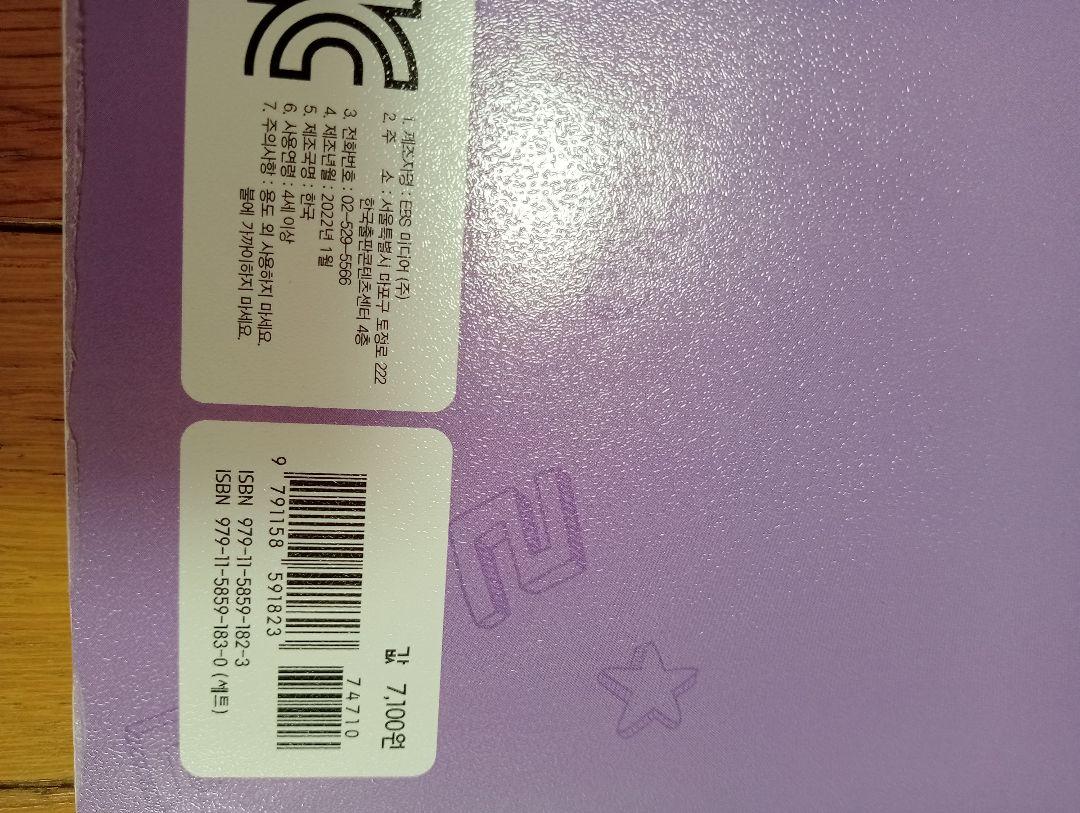 1. 제조자명 : EBS 미디어 (주)
2. 주 소 : 서울특별시 마포구 토정로 222
한국출판콘텐츠센터 4층
3. 전화번호 : 02-529-5566
4. 제조년월 : 2022년 1월
5. 제조국명 : 한국
6. 사용연령 : 4세 이상
7. 주의사항 : 용도 외 사용하지 마세요.
불에 가까이하지 마세요.
값 7,100원
74710
9 791158 591823
ISBN 979-11-5859-182-3
ISBN 979-11-5859-183-0 (세트)
ㄹ